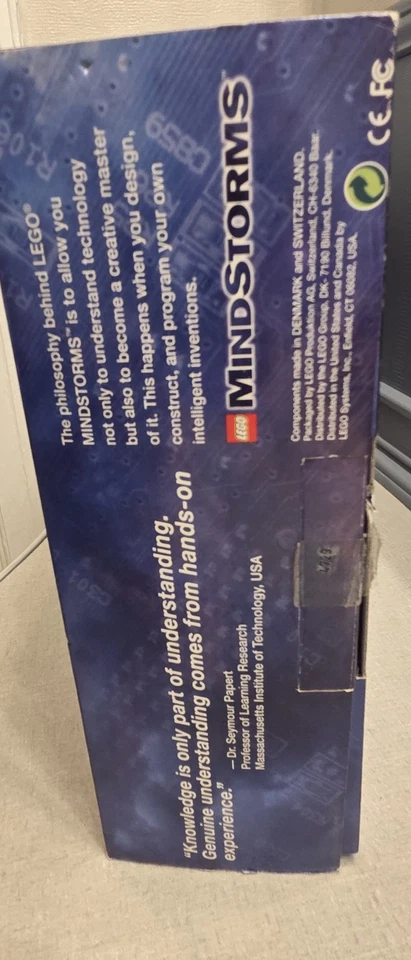 "Knowledge is only part of understanding.
Genuine understanding comes from hands-on
experience."
— Dr. Seymour Papert
Professor of Learning Research
Massachusetts Institute of Technology, USA
The philosophy behind LEGO®
MINDSTORMS™ is to allow you
not only to understand technology
but also to become a creative master
of it. This happens when you design,
construct, and program your own
intelligent inventions.
LEGO MINDSTORMS™
Components made in DENMARK and SWITZERLAND.
Packaged by LEGO Production AG, Switzerland, CH-6340 Baar.
Distributed by the LEGO Group, DK-7190 Billund, Denmark.
Distributed in the United States and Canada by
LEGO Systems, Inc., Enfield, CT 06082, USA.
CE FC
C859